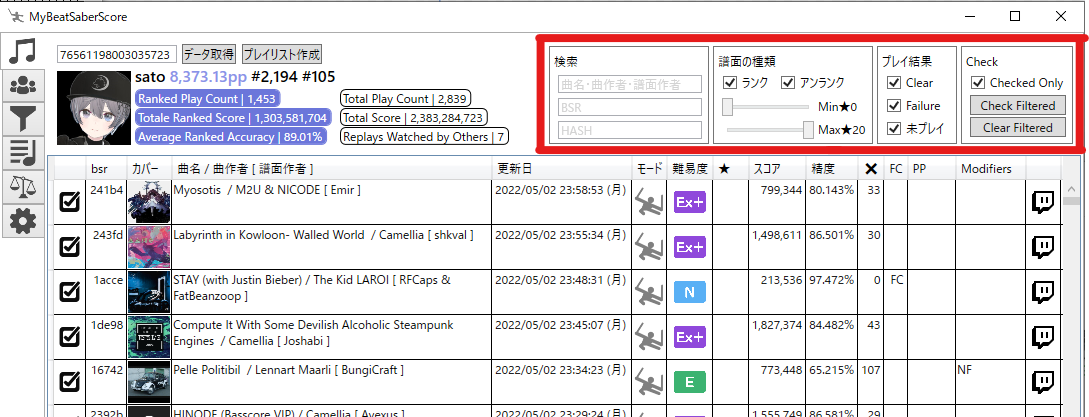 MyBeatSaberScore
76561198003035723 データ取得 プレイリスト作成
sato 8,373.13pp #2,194 #105
Ranked Play Count | 1,453 Total Play Count | 2,839
Totale Ranked Score | 1,303,581,704 Total Score | 2,383,284,723
Average Ranked Accuracy | 89.01% Replays Watched by Others | 7
検索
曲名・曲作者・譜面作者
BSR
HASH
譜面の種類
ランク アンランク
Min★0
Max★20
プレイ結果
Clear
Failure
未プレイ
Check
Checked Only
Check Filtered
Clear Filtered
bsr カバー 曲名 / 曲作者 [ 譜面作者 ] 更新日 モード 難易度 ★ スコア 精度 ✕ FC PP Modifiers
241b4 Myosotis / M2U & NICODE [ Emir ] 2022/05/02 23:58:53 (月) Ex+ 799,344 80.143% 33
243fd Labyrinth in Kowloon- Walled World / Camellia [ shkval ] 2022/05/02 23:55:34 (月) Ex+ 1,498,611 86.501% 30
1acce STAY (with Justin Bieber) / The Kid LAROI [ RFCaps & 2022/05/02 23:48:31 (月) N 213,536 97.472% 0 FC
FatBeanzoop ]
1de98 Compute It With Some Devilish Alcoholic Steampunk 2022/05/02 23:45:07 (月) Ex+ 1,827,374 84.482% 43
Engines / Camellia [ Joshabi ]
16742 Pelle Politibil / Lennart Maarli [ BungiCraft ] 2022/05/02 23:34:23 (月) E 773,448 65.215% 107 NF
2392b HINODE (Basscore VIP) / Camellia [ Avexus ] 2022/05/02 23:29:24 (月) 1,555,749 86.581% 29